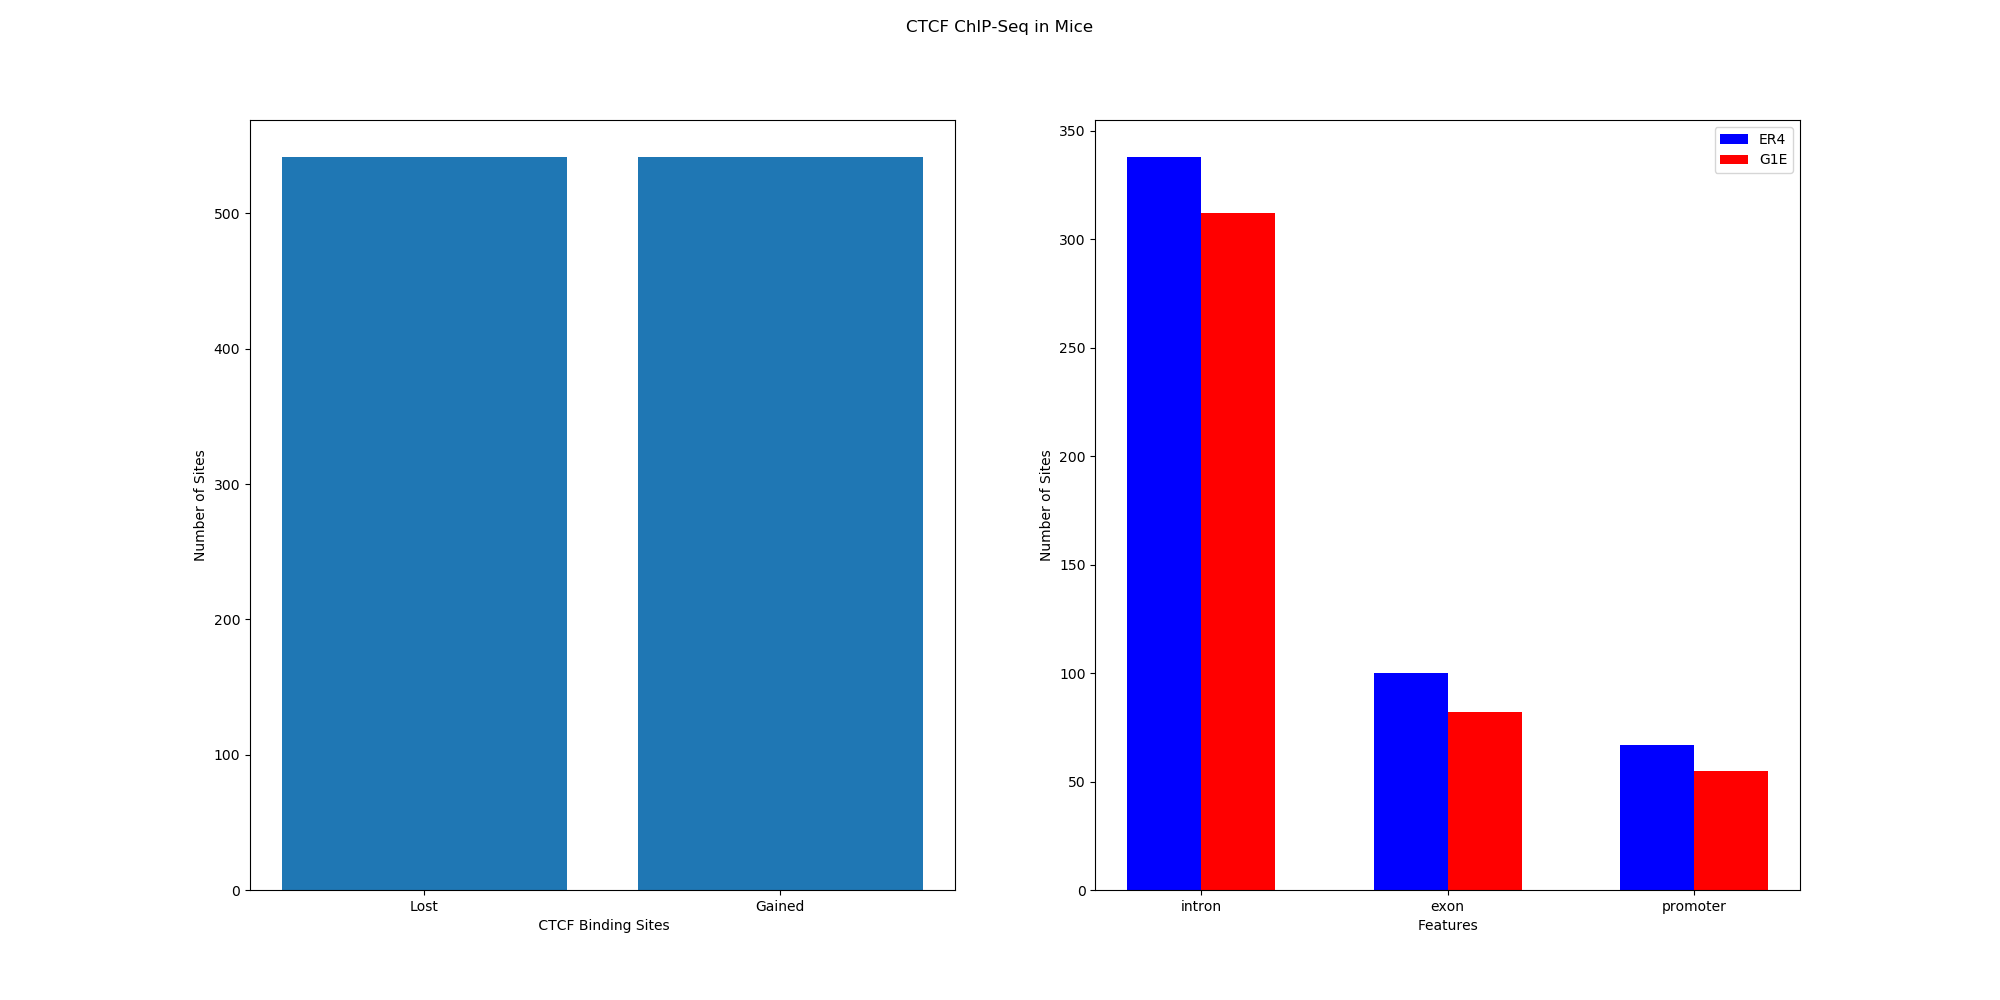 CTCF ChIP-Seq in Mice
Number of Sites
500
400
300
200
100
0
Lost
Gained
CTCF Binding Sites
Number of Sites
350
300
250
200
150
100
50
0
ER4
G1E
intron
exon
promoter
Features